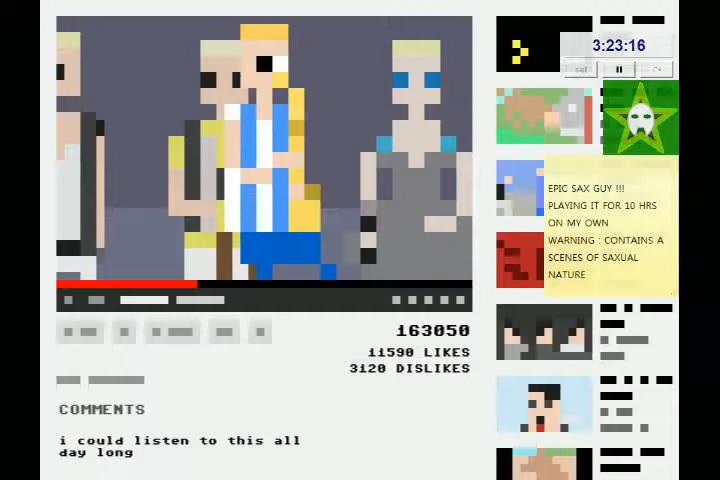 3:23:16
EPIC SAX GUY !!!
PLAYING IT FOR 10 HRS
ON MY OWN
WARNING : CONTAINS A
SCENES OF SAXUAL
NATURE
163050
11590 LIKES
3120 DISLIKES
COMMENTS
i could listen to this all
day long